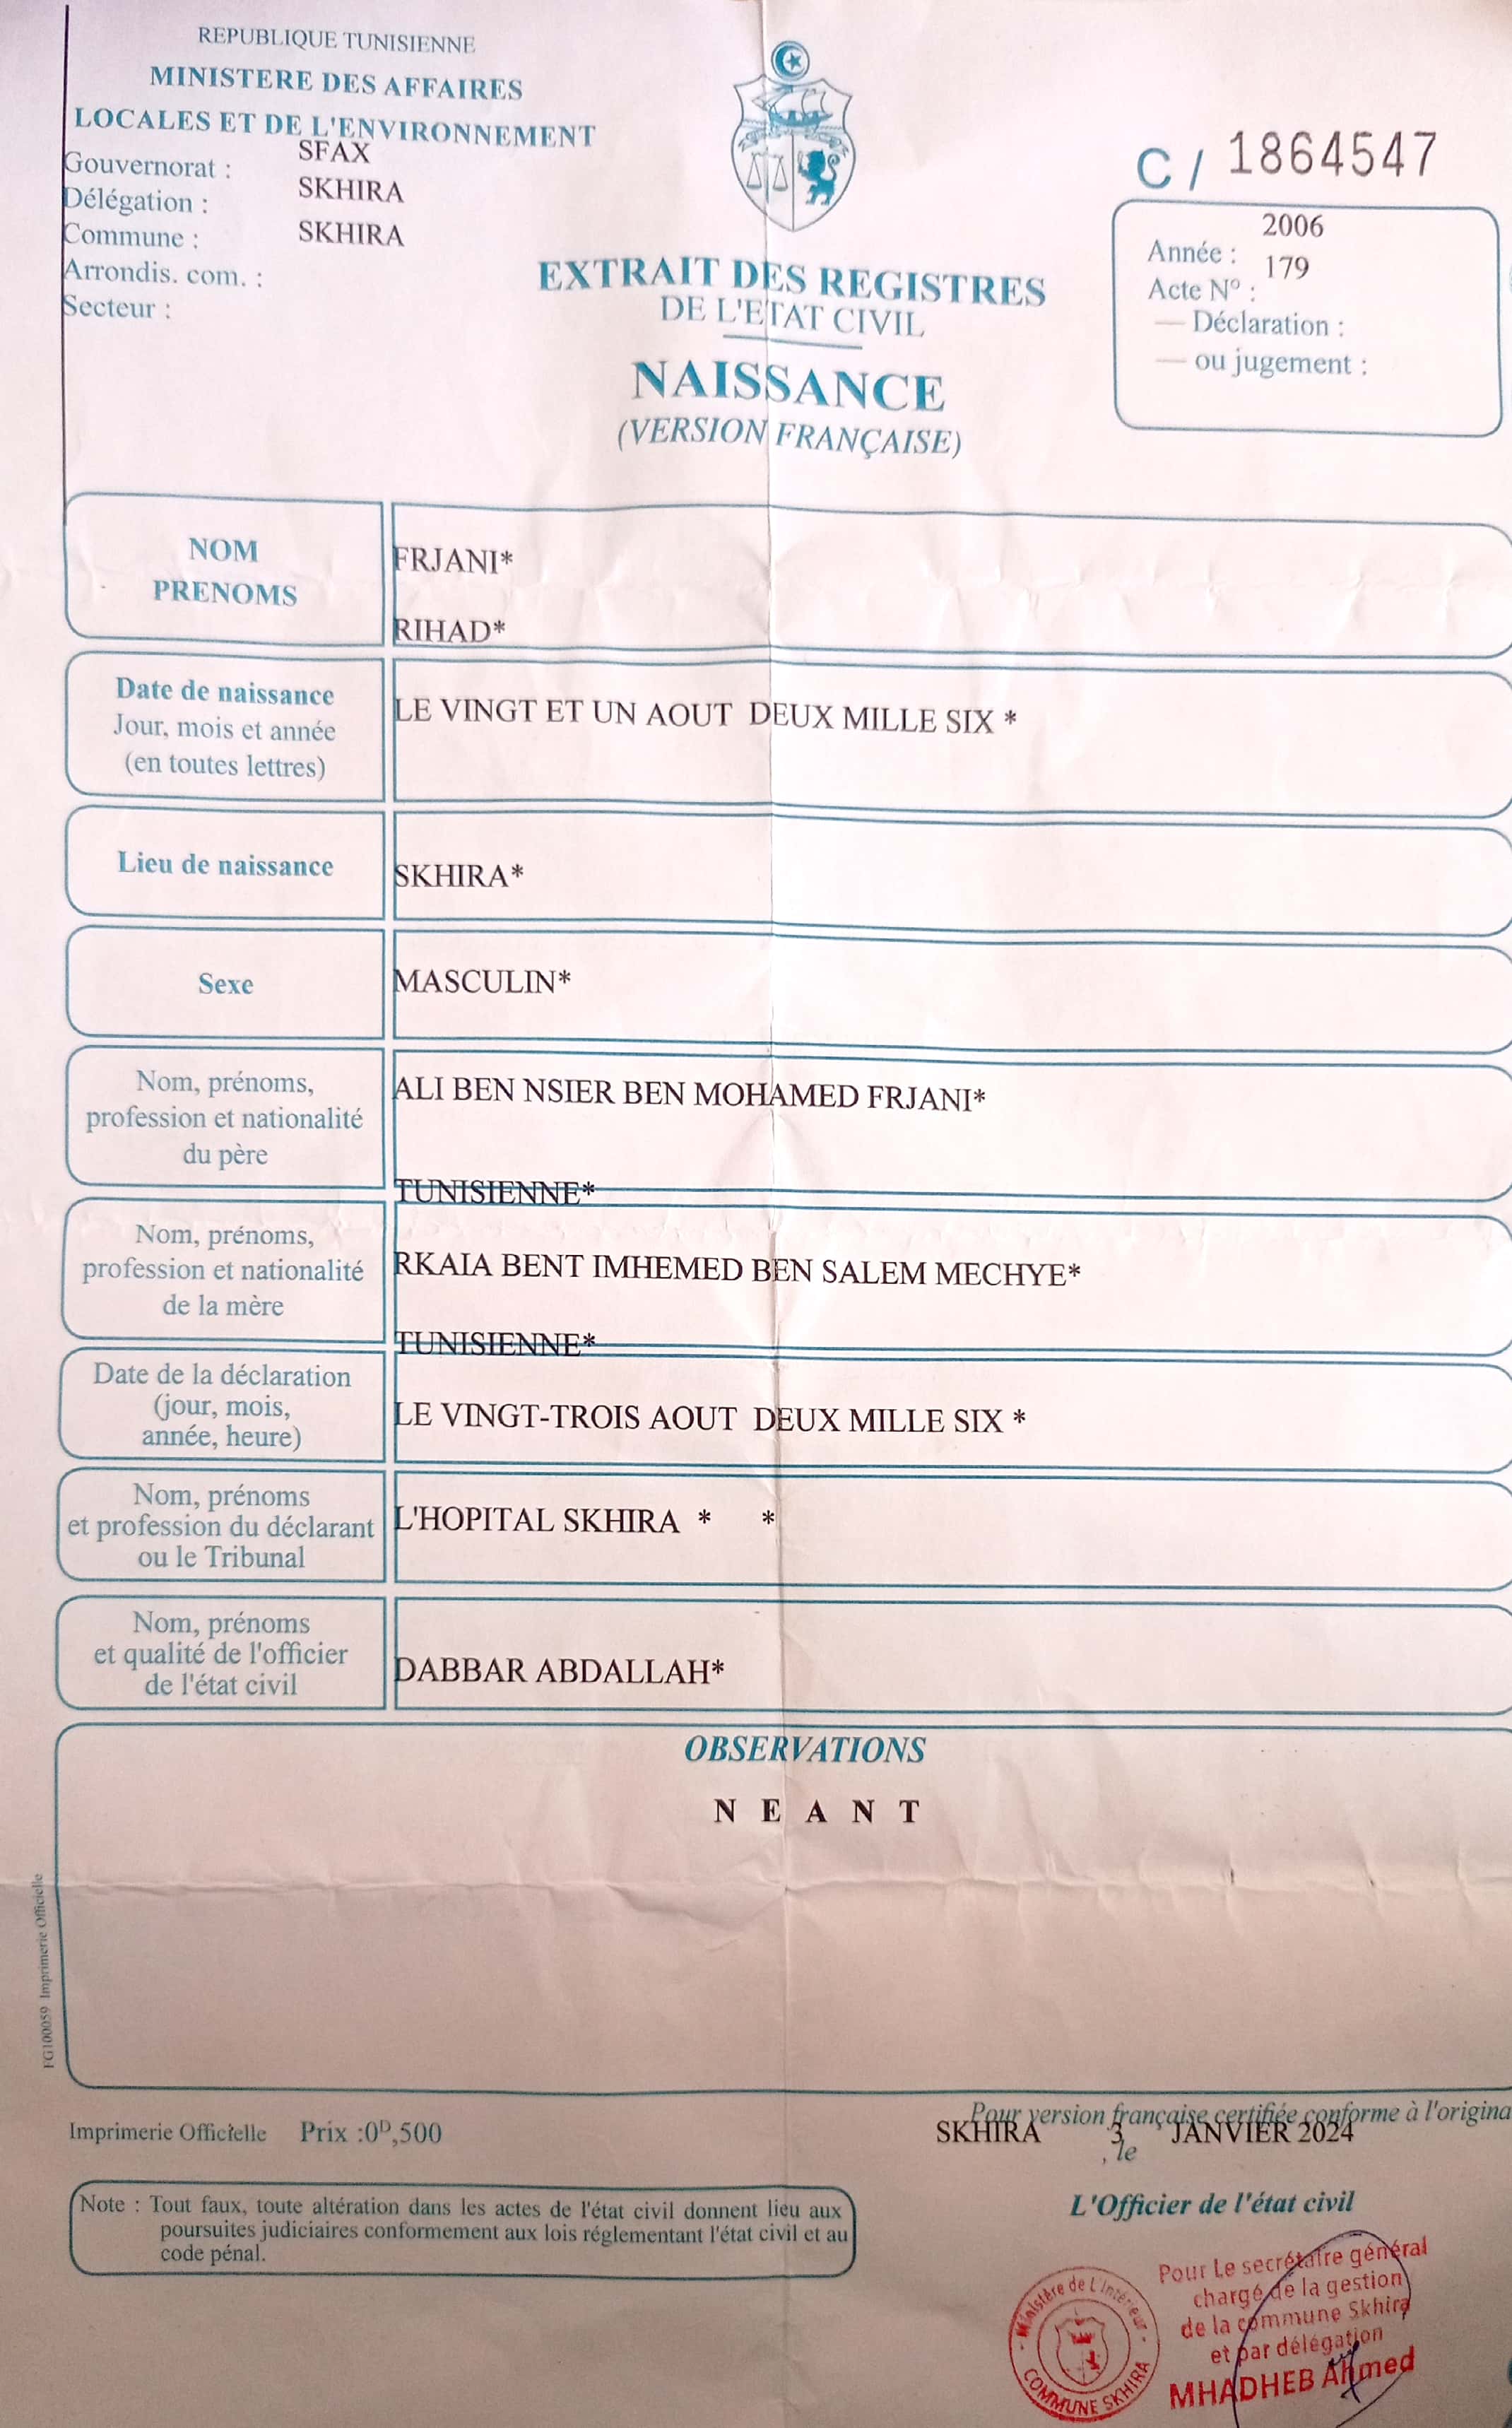 REPUBLIQUE TUNISIENNE
MINISTERE DES AFFAIRES
LOCALES ET DE L'ENVIRONNEMENT
Gouvernorat : SFAX
Délégation : SKHIRA
Commune : SKHIRA
Arrondis. com. :
Secteur :
C / 1864547
Année : 2006
Acte Nº : 179
— Déclaration :
— ou jugement :
EXTRAIT DES REGISTRES
DE L'ETAT CIVIL
NAISSANCE
(VERSION FRANÇAISE)
NOM
PRENOMS
FRJANI*
RIHAD*
Date de naissance
Jour, mois et année
(en toutes lettres)
LE VINGT ET UN AOUT DEUX MILLE SIX *
Lieu de naissance
SKHIRA*
Sexe
MASCULIN*
Nom, prénoms,
profession et nationalité
du père
ALI BEN NSIER BEN MOHAMED FRJANI*
TUNISIENNE*
Nom, prénoms,
profession et nationalité
de la mère
RKAIA BENT IMHEMED BEN SALEM MECHYE*
TUNISIENNE*
Date de la déclaration
(jour, mois,
année, heure)
LE VINGT-TROIS AOUT DEUX MILLE SIX *
Nom, prénoms
et profession du déclarant
ou le Tribunal
L'HOPITAL SKHIRA * *
Nom, prénoms
et qualité de l'officier
de l'état civil
DABBAR ABDALLAH*
OBSERVATIONS
N E A N T
FG100059 Imprimerie Officielle
Imprimerie Officielle Prix :0ᴰ,500
Pour version française certifiée conforme à l'origina
SKHIRA , le 3 JANVIER 2024
Note : Tout faux, toute altération dans les actes de l'état civil donnent lieu aux
poursuites judiciaires conformement aux lois réglementant l'état civil et au
code pénal.
L'Officier de l'état civil
Ministère de L'Intérieur
COMMUNE SKHIRA
Pour Le secrétaire général
chargé de la gestion
de la commune Skhira
et par délégation
MHADHEB Ahmed